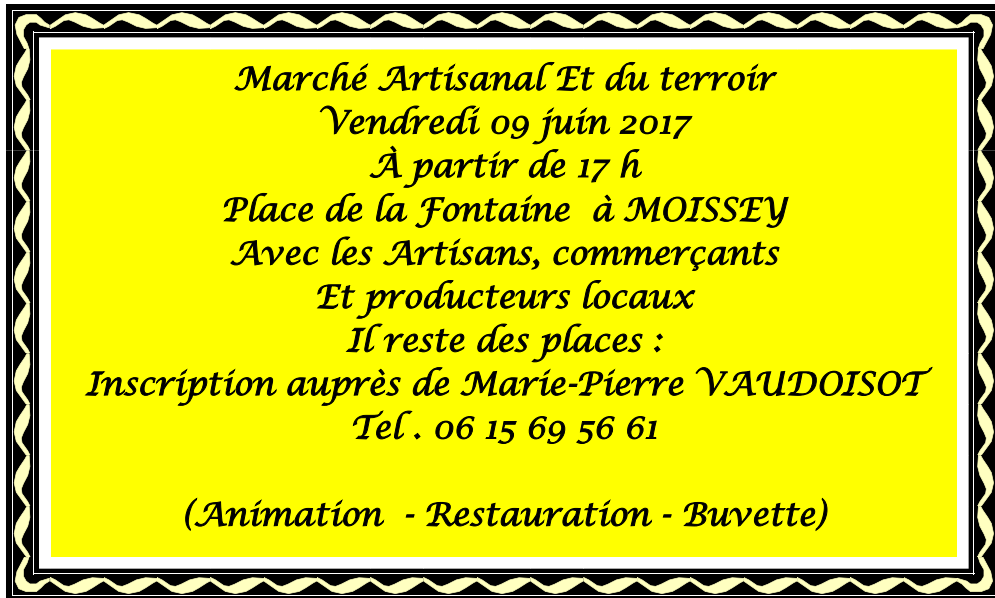 Marché Artisanal Et du terroir
Vendredi 09 juin 2017
À partir de 17 h
Place de la Fontaine à MOISSEY
Avec les Artisans, commerçants
Et producteurs locaux
Il reste des places :
Inscription auprès de Marie-Pierre VAUDOISOT
Tel . 06 15 69 56 61
(Animation - Restauration - Buvette)